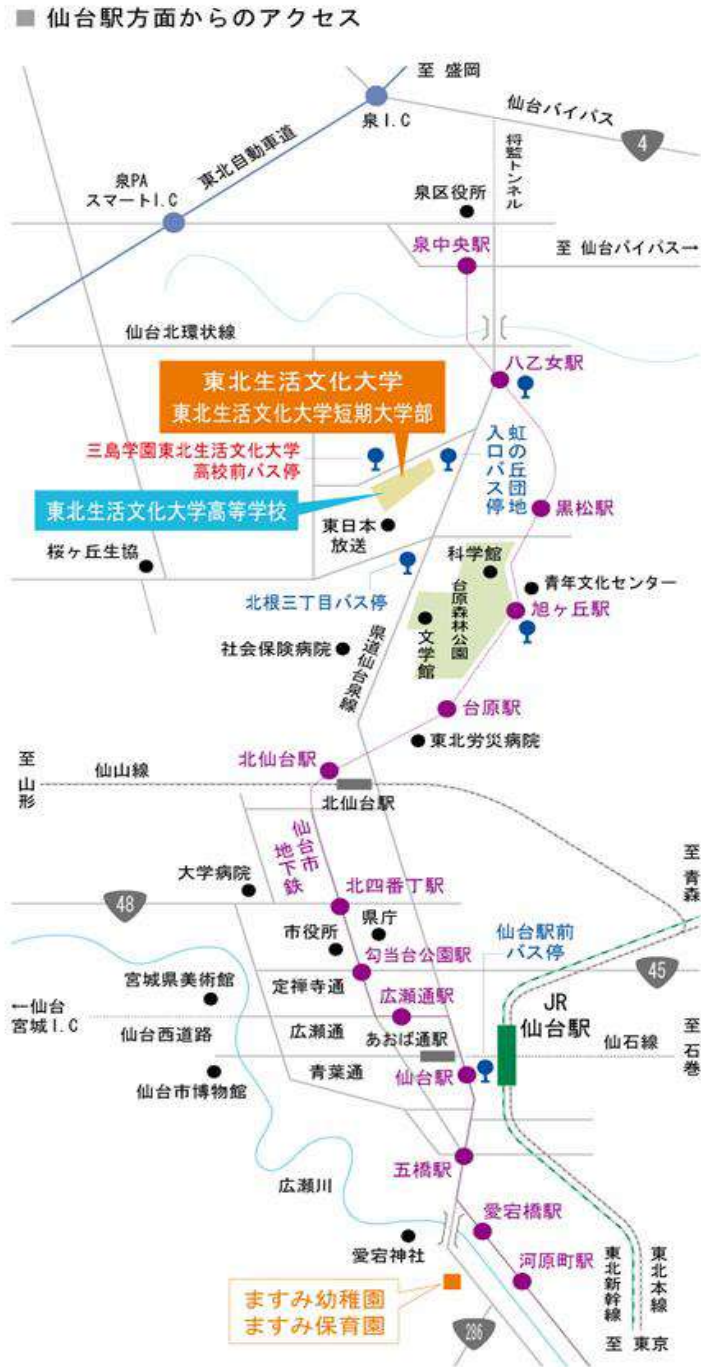 ■ 仙台駅方面からのアクセス
至 盛岡
仙台バイパス
泉I.C
4
将監トンネル
東北自動車道
泉PA
スマートI.C
泉区役所
泉中央駅
至 仙台バイパス→
仙台北環状線
八乙女駅
東北生活文化大学
東北生活文化大学短期大学部
三島学園東北生活文化大学
高校前バス停
虹の丘団地
入口バス停
東北生活文化大学高等学校
黒松駅
東日本
放送
科学館
桜ヶ丘生協
青年文化センター
北根三丁目バス停
台原森林公園
旭ヶ丘駅
文学館
県道仙台泉線
社会保険病院
台原駅
東北労災病院
北仙台駅
至 山形
仙山線
北仙台駅
仙台市
地下鉄
大学病院
至 青森
48
北四番丁駅
県庁
市役所
仙台駅前
バス停
勾当台公園駅
45
宮城県美術館
定禅寺通
広瀬通駅
JR
仙台駅
←仙台
宮城I.C
仙台西道路
広瀬通
あおば通駅
仙石線
至 石巻
青葉通
仙台駅
仙台市博物館
五橋駅
広瀬川
愛宕橋駅
愛宕神社
河原町駅
東北新幹線
東北本線
ますみ幼稚園
ますみ保育園
286
至 東京